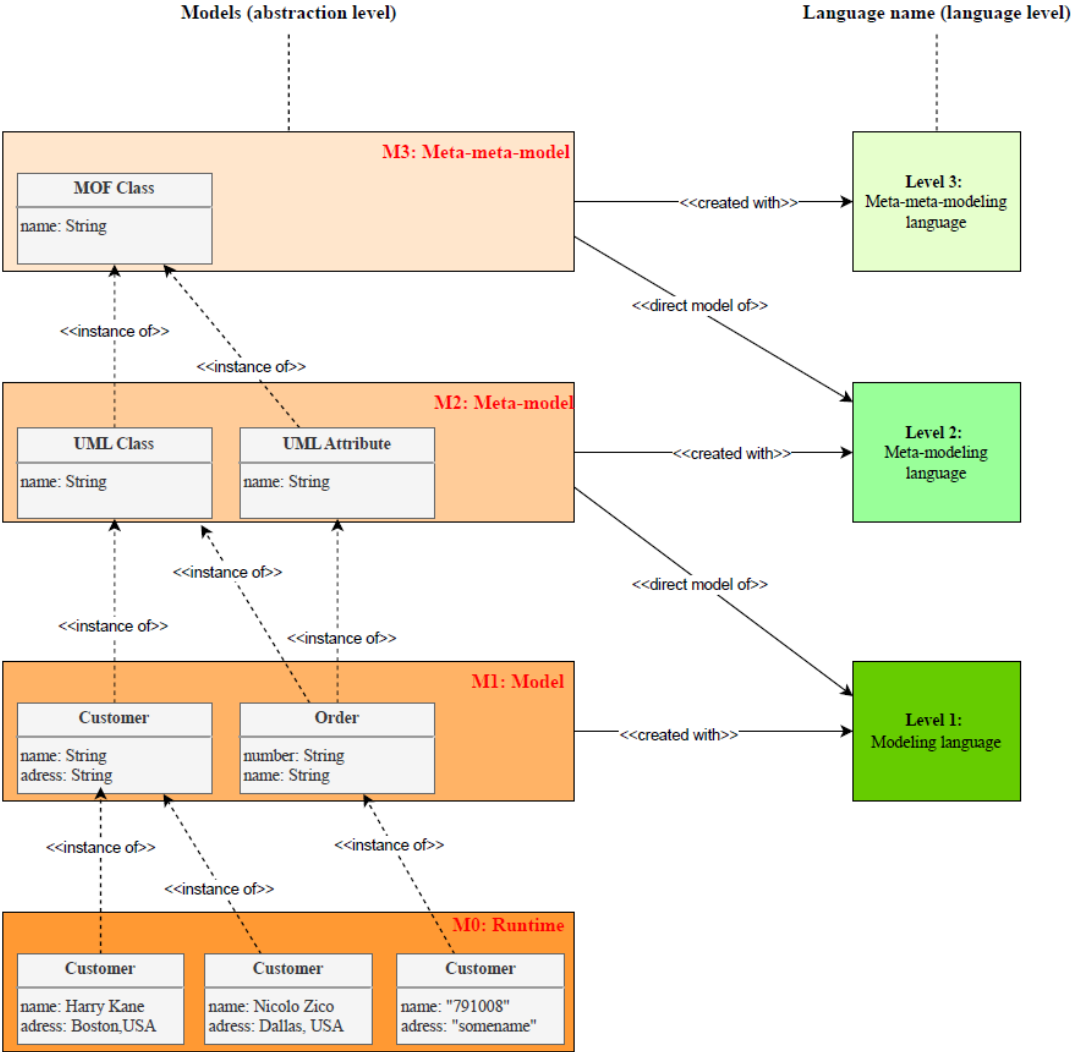 Models (abstraction level)
Language name (language level)
M3: Meta-meta-model
MOF Class
name: String
<<created with>>
Level 3:
Meta-meta-modeling
language
<<direct model of>>
<<instance of>>
<<instance of>>
M2: Meta-model
UML Class
name: String
UML Attribute
name: String
<<created with>>
Level 2:
Meta-modeling
language
<<instance of>>
<<direct model of>>
<<instance of>>
<<instance of>>
M1: Model
Customer
name: String
adress: String
Order
number: String
name: String
<<created with>>
Level 1:
Modeling language
<<instance of>>
<<instance of>>
<<instance of>>
M0: Runtime
Customer
name: Harry Kane
adress: Boston,USA
Customer
name: Nicolo Zico
adress: Dallas, USA
Customer
name: "791008"
adress: "somename"